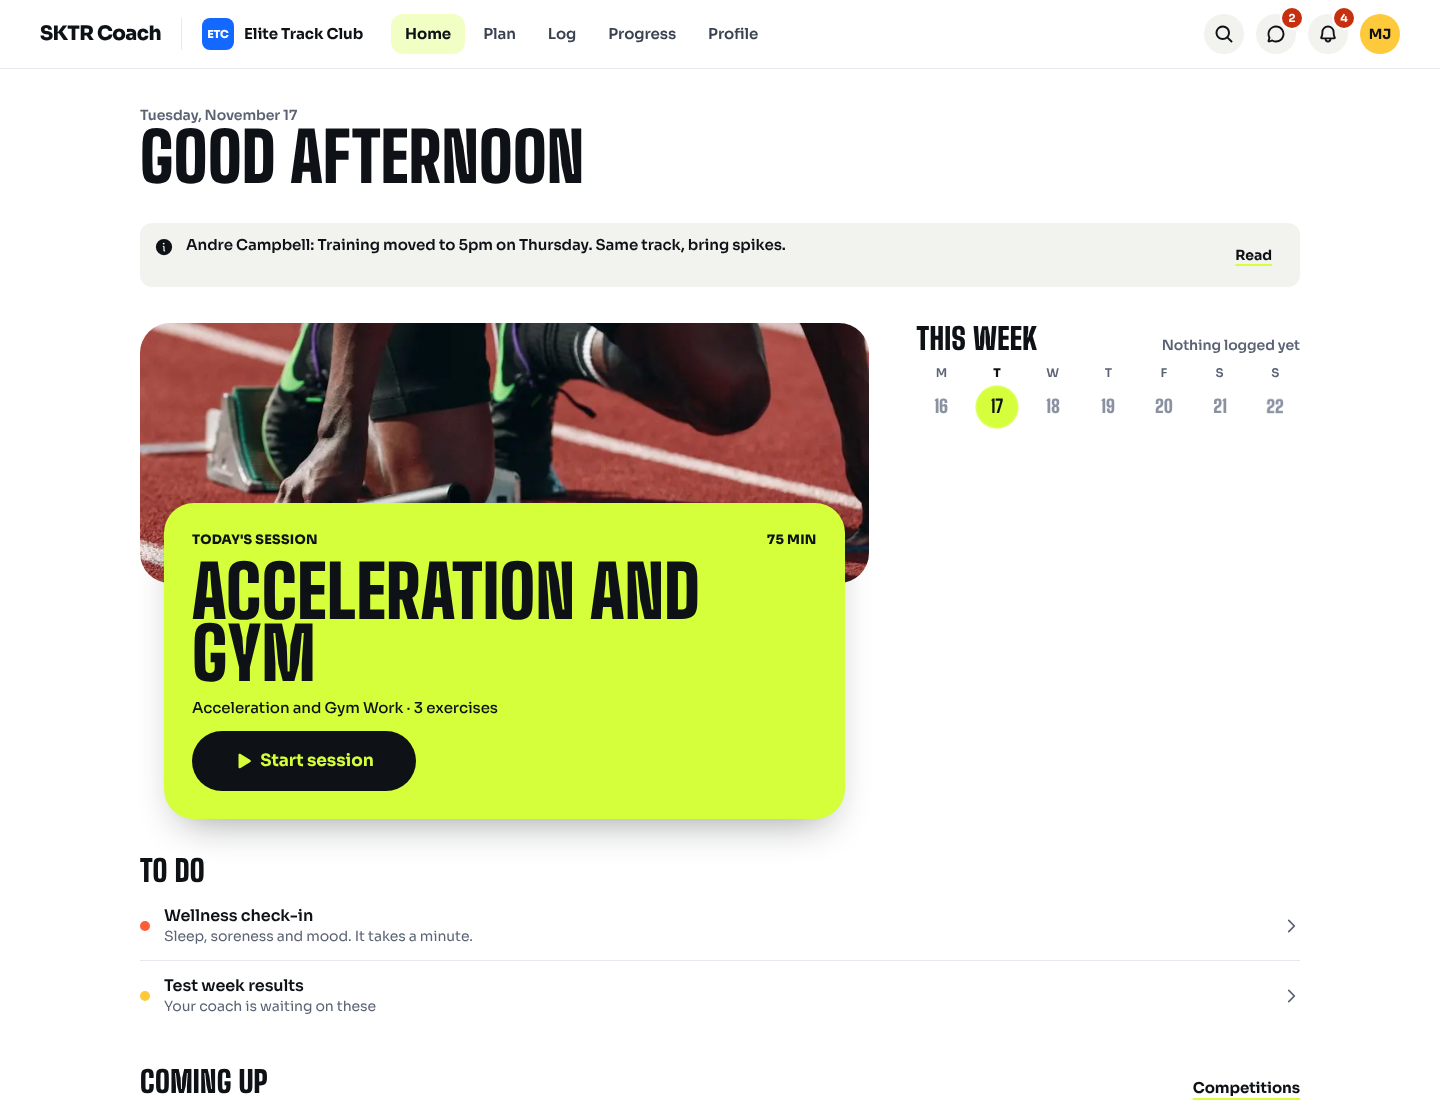 SKTR Coach
ETC
Elite Track Club
Home
Plan
Log
Progress
Profile
2
4
MJ
Tuesday, November 17
GOOD AFTERNOON
Andre Campbell: Training moved to 5pm on Thursday. Same track, bring spikes.
Read
TODAY'S SESSION
75 MIN
ACCELERATION AND
GYM
Acceleration and Gym Work · 3 exercises
Start session
THIS WEEK
Nothing logged yet
M T W T F S S
16 17 18 19 20 21 22
TO DO
Wellness check-in
Sleep, soreness and mood. It takes a minute.
Test week results
Your coach is waiting on these
COMING UP
Competitions